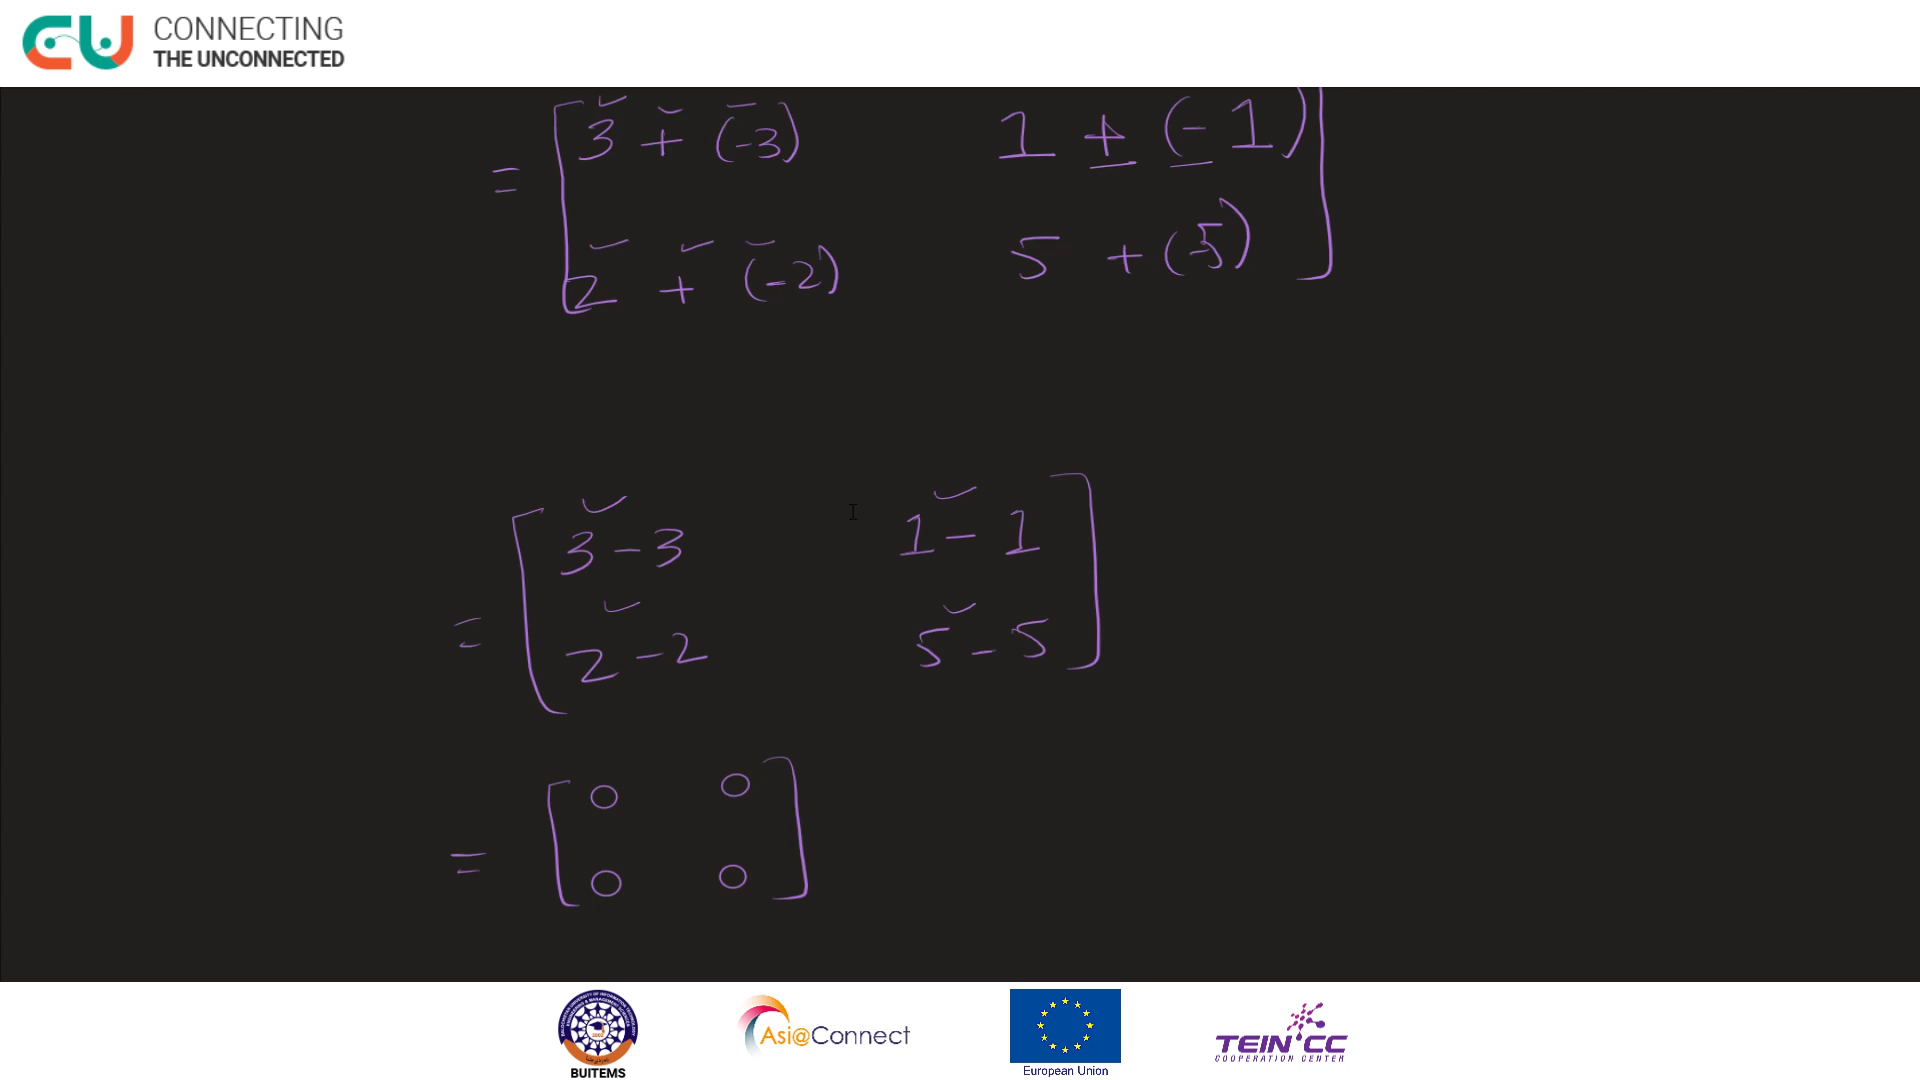 CONNECTING
THE UNCONNECTED
3 + (-3) 1 + (-1)
=
2 + (-2) 5 + (-5)
3 - 3 1 - 1
=
2 - 2 5 - 5
0 0
=
0 0
BUITEMS
Asi@Connect
European Union
TEIN*CC
COOPERATION CENTER